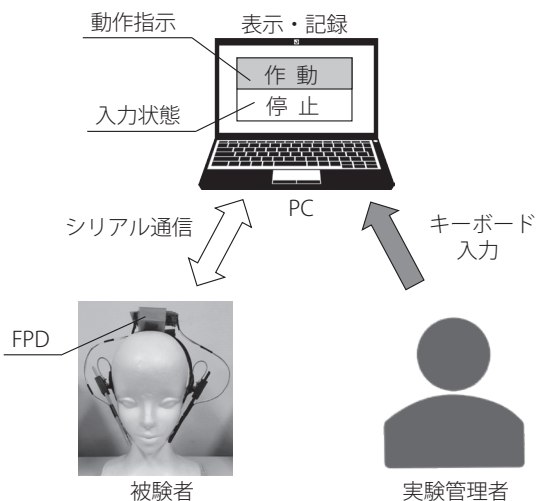 動作指示
表示・記録
作 動
入力状態
停 止
PC
シリアル通信
キーボード
入力
FPD
被験者
実験管理者